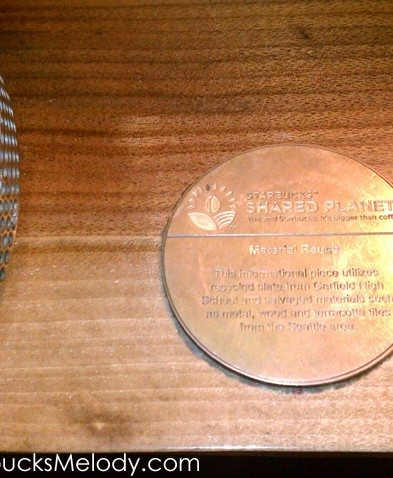 STARBUCKS™
SHARED PLANET
You and Starbucks. It's bigger than coff
Material Reuse
This informational piece utilizes
recycled slate from Garfield High
School and salvaged materials such
as metal, wood and terracotta tiles
from the Seattle area.
bucksMelody.com